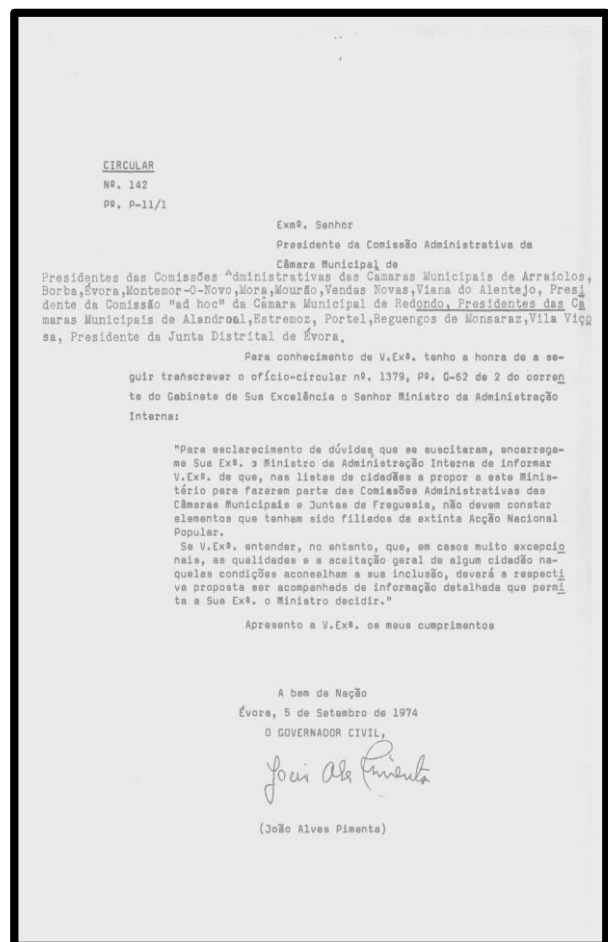 CIRCULAR
Nº. 142
Pº. P-11/1
Exmº. Senhor
Presidente da Comissão Administrativa da
Câmara Municipal de
Presidentes das Comissões Administrativas das Camaras Municipais de Arraiolos,
Borba,Évora,Montemor-O-Novo,Mora,Mourão,Vendas Novas,Viana do Alentejo, Presi
dente da Comissão "ad hoc" da Câmara Municipal de Redondo, Presidentes das Câ
maras Municipais de Alandroal,Estremoz, Portel,Reguengos de Monsaraz,Vila Viço
sa, Presidente da Junta Distrital de Évora.
Para conhecimento de V.Exª. tenho a honra de a se-
guir transcrever o ofício-circular nº. 1379, Pº. G-62 de 2 do corren
te do Gabinete de Sua Excelência o Senhor Ministro da Administração
Interna:
"Para esclarecimento de dúvidas que se suscitaram, encarrega-
me Sua Exª. o Ministro da Administração Interna de informar
V.Exª. de que, nas listas de cidadães a propor a este Minis-
tério para fazerem parte das Comissões Administrativas das
Câmaras Municipais e Juntas de Freguesia, não devem constar
elementos que tenham sido filiados da extinta Acção Nacional
Popular.
Se V.Exª. entender, no entanto, que, em casos muito excepcio
nais, as qualidades e a aceitação geral de algum cidadão na-
quelas condições aconselham a sua inclusão, deverá a respecti
va proposta ser acompanhada de informação detalhada que permi
ta a Sua Exª. o Ministro decidir."
Apresento a V.Exª. os meus cumprimentos
A bem da Nação
Évora, 5 de Setembro de 1974
O GOVERNADOR CIVIL,
João Alves Pimenta
(João Alves Pimenta)